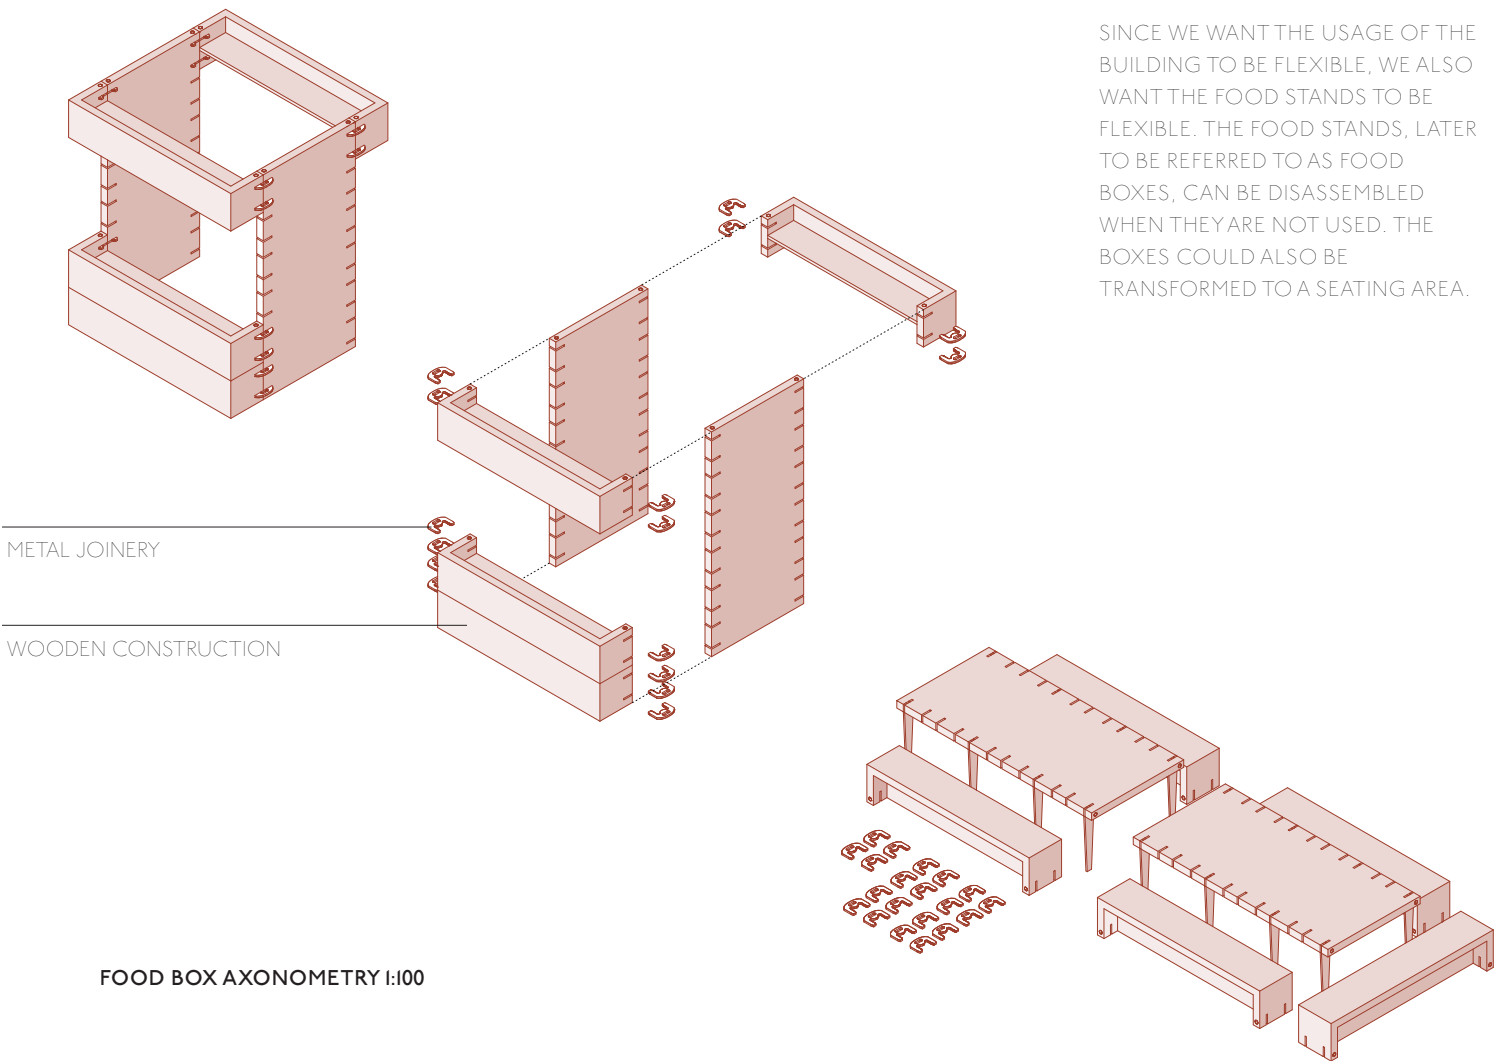 SINCE WE WANT THE USAGE OF THE
BUILDING TO BE FLEXIBLE, WE ALSO
WANT THE FOOD STANDS TO BE
FLEXIBLE. THE FOOD STANDS, LATER
TO BE REFERRED TO AS FOOD
BOXES, CAN BE DISASSEMBLED
WHEN THEY ARE NOT USED. THE
BOXES COULD ALSO BE
TRANSFORMED TO A SEATING AREA.
METAL JOINERY
WOODEN CONSTRUCTION
FOOD BOX AXONOMETRY 1:100